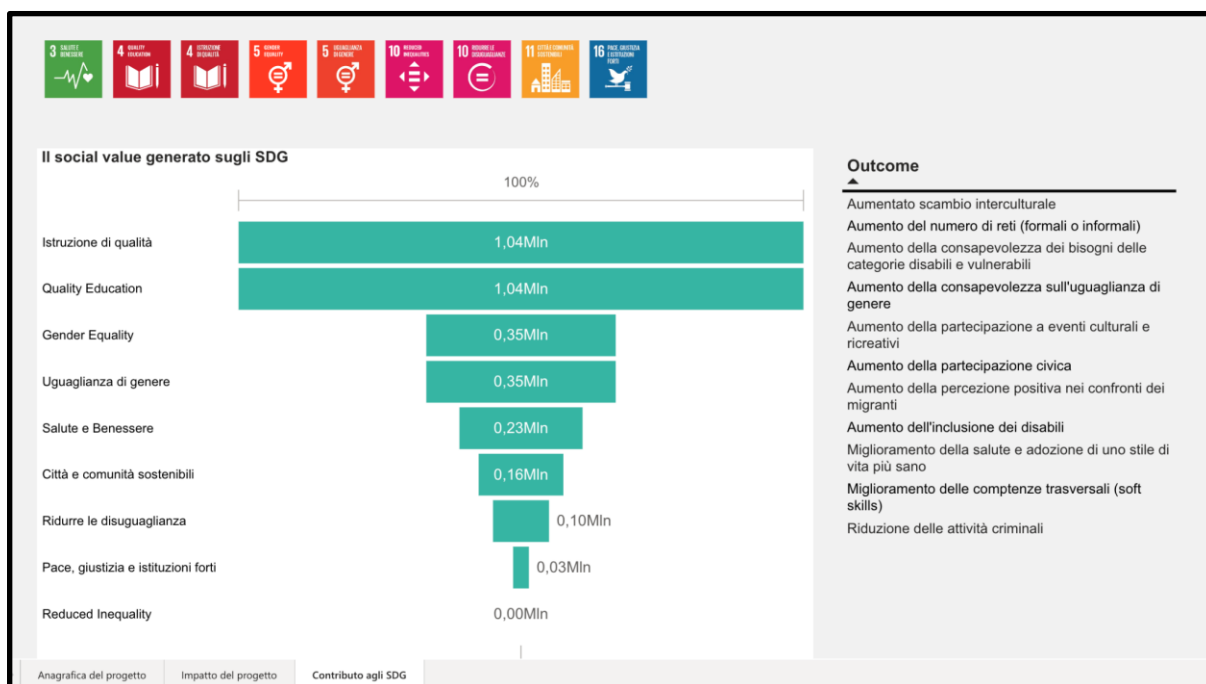 3 SALUTE E
BENESSERE
4 QUALITY
EDUCATION
4 ISTRUZIONE
DI QUALITÀ
5 GENDER
EQUALITY
5 UGUAGLIANZA
DI GENERE
10 REDUCED
INEQUALITIES
10 RIDURRE LE
DISUGUAGLIANZE
11 CITTÀ E COMUNITÀ
SOSTENIBILI
16 PACE, GIUSTIZIA
E ISTITUZIONI
FORTI
Il social value generato sugli SDG
100%
Istruzione di qualità 1,04Mln
Quality Education 1,04Mln
Gender Equality 0,35Mln
Uguaglianza di genere 0,35Mln
Salute e Benessere 0,23Mln
Città e comunità sostenibili 0,16Mln
Ridurre le disuguaglianza 0,10Mln
Pace, giustizia e istituzioni forti 0,03Mln
Reduced Inequality 0,00Mln
Outcome
Aumentato scambio interculturale
Aumento del numero di reti (formali o informali)
Aumento della consapevolezza dei bisogni delle
categorie disabili e vulnerabili
Aumento della consapevolezza sull'uguaglianza di
genere
Aumento della partecipazione a eventi culturali e
ricreativi
Aumento della partecipazione civica
Aumento della percezione positiva nei confronti dei
migranti
Aumento dell'inclusione dei disabili
Miglioramento della salute e adozione di uno stile di
vita più sano
Miglioramento delle comptenze trasversali (soft
skills)
Riduzione delle attività criminali
Anagrafica del progetto
Impatto del progetto
Contributo agli SDG